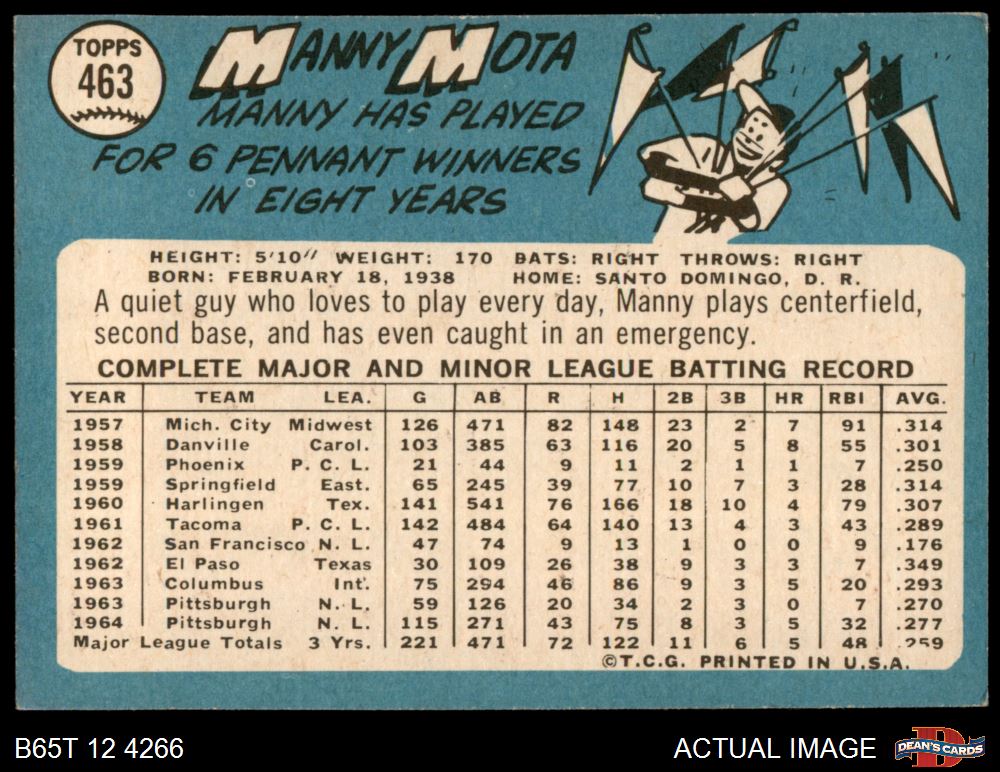 TOPPS
463
MANNY MOTA
MANNY HAS PLAYED
FOR 6 PENNANT WINNERS
IN EIGHT YEARS
HEIGHT: 5'10" WEIGHT: 170 BATS: RIGHT THROWS: RIGHT
BORN: FEBRUARY 18, 1938 HOME: SANTO DOMINGO, D. R.
A quiet guy who loves to play every day, Manny plays centerfield,
second base, and has even caught in an emergency.
COMPLETE MAJOR AND MINOR LEAGUE BATTING RECORD
YEAR TEAM LEA. G AB R H 2B 3B HR RBI AVG.
1957 Mich. City Midwest 126 471 82 148 23 2 7 91 .314
1958 Danville Carol. 103 385 63 116 20 5 8 55 .301
1959 Phoenix P. C. L. 21 44 9 11 2 1 1 7 .250
1959 Springfield East. 65 245 39 77 10 7 3 28 .314
1960 Harlingen Tex. 141 541 76 166 18 10 4 79 .307
1961 Tacoma P. C. L. 142 484 64 140 13 4 3 43 .289
1962 San Francisco N. L. 47 74 9 13 1 0 0 9 .176
1962 El Paso Texas 30 109 26 38 9 3 3 7 .349
1963 Columbus Int. 75 294 46 86 9 3 5 20 .293
1963 Pittsburgh N. L. 59 126 20 34 2 3 0 7 .270
1964 Pittsburgh N. L. 115 271 43 75 8 3 5 32 .277
Major League Totals 3 Yrs. 221 471 72 122 11 6 5 48 .259
©T.C.G. PRINTED IN U.S.A.
B65T 12 4266
ACTUAL IMAGE
DEAN'S CARDS